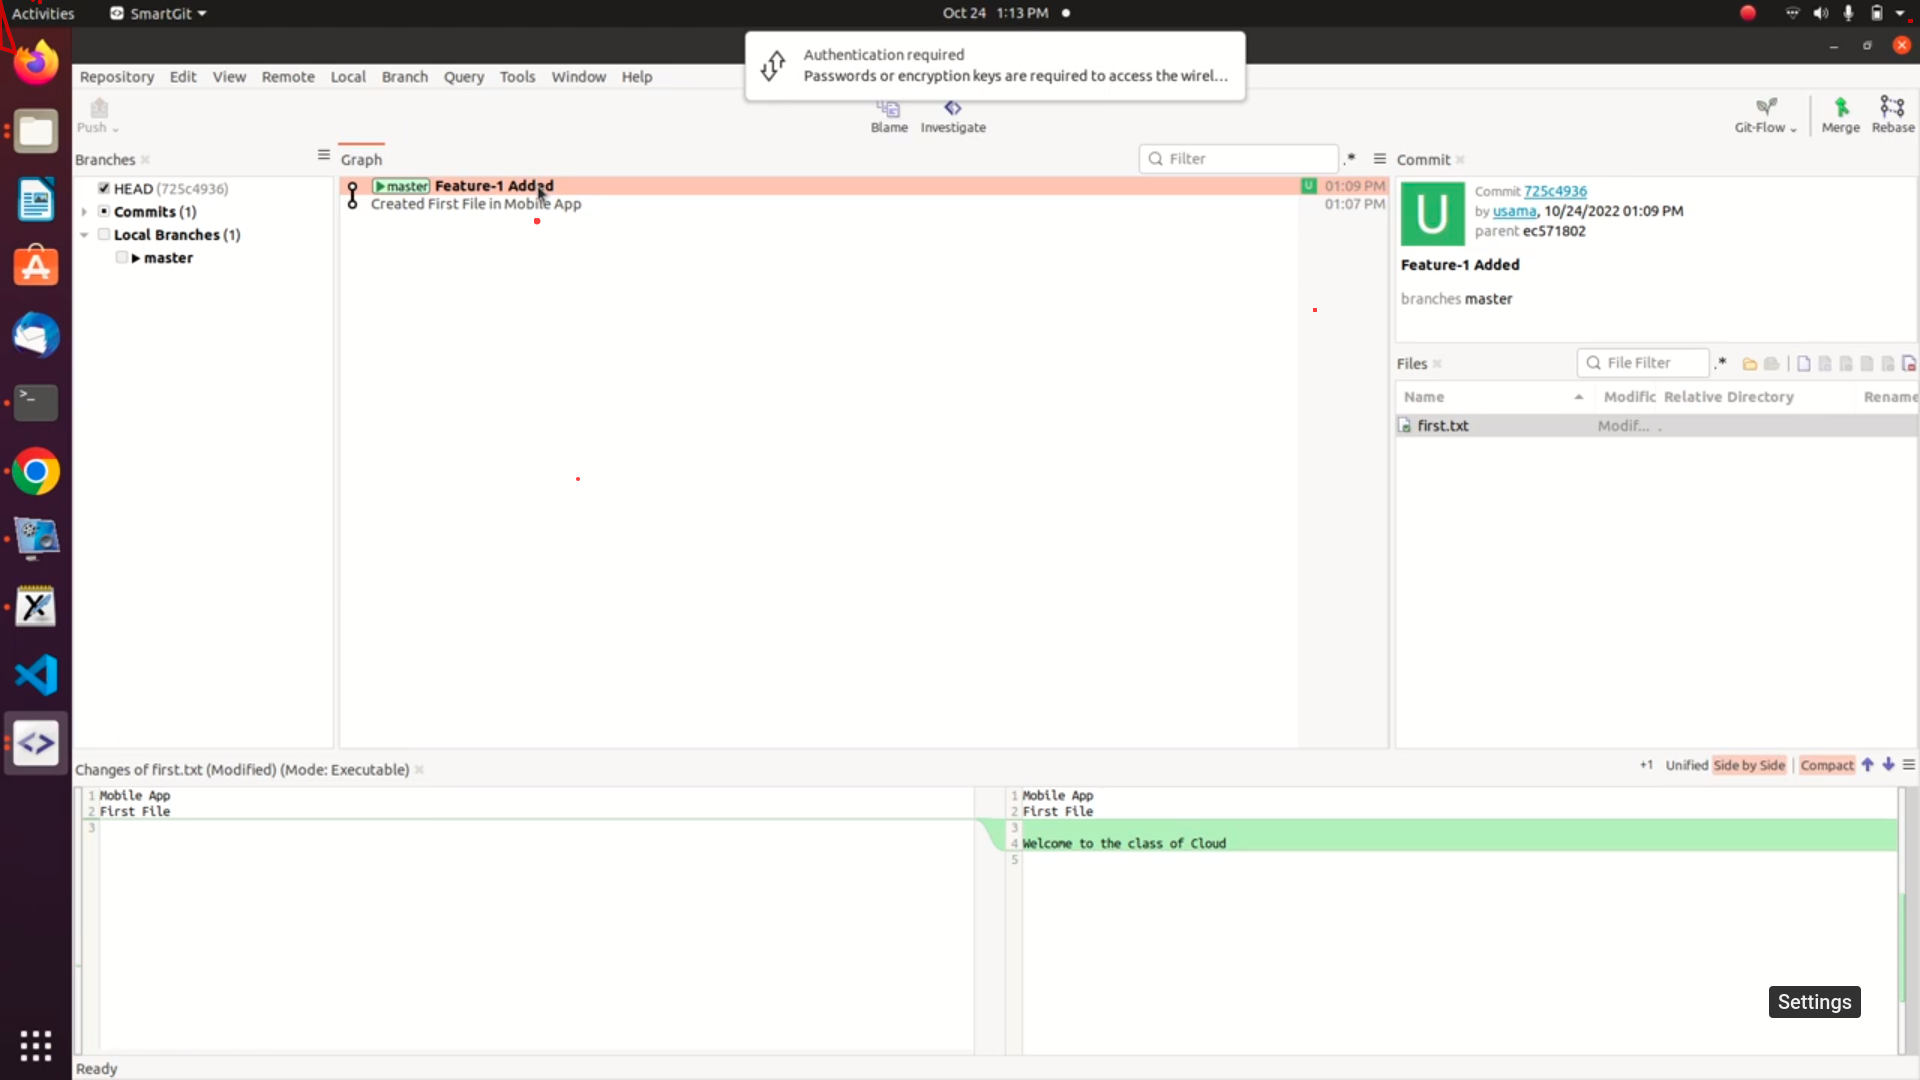 Activities SmartGit Oct 24 1:13 PM
Authentication required
Passwords or encryption keys are required to access the wirel...
Repository Edit View Remote Local Branch Query Tools Window Help
Push Blame Investigate Git-Flow Merge Rebase
Branches
HEAD (725c4936)
Commits (1)
Local Branches (1)
master
Graph Filter .*
master Feature-1 Added U 01:09 PM
Created First File in Mobile App 01:07 PM
Commit
U
Commit 725c4936
by usama, 10/24/2022 01:09 PM
parent ec571802
Feature-1 Added
branches master
Files File Filter .*
Name Modific Relative Directory Rename
first.txt Modif... .
Changes of first.txt (Modified) (Mode: Executable) +1 Unified Side by Side | Compact
1 Mobile App
2 First File
3
1 Mobile App
2 First File
3
4 Welcome to the class of Cloud
5
Settings
Ready